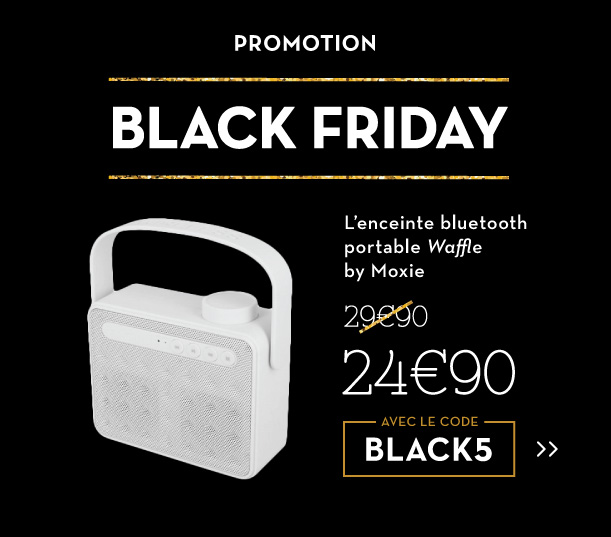 PROMOTION
BLACK FRIDAY
L'enceinte bluetooth
portable Waffle
by Moxie
29€90
24€90
AVEC LE CODE
BLACK5 >>